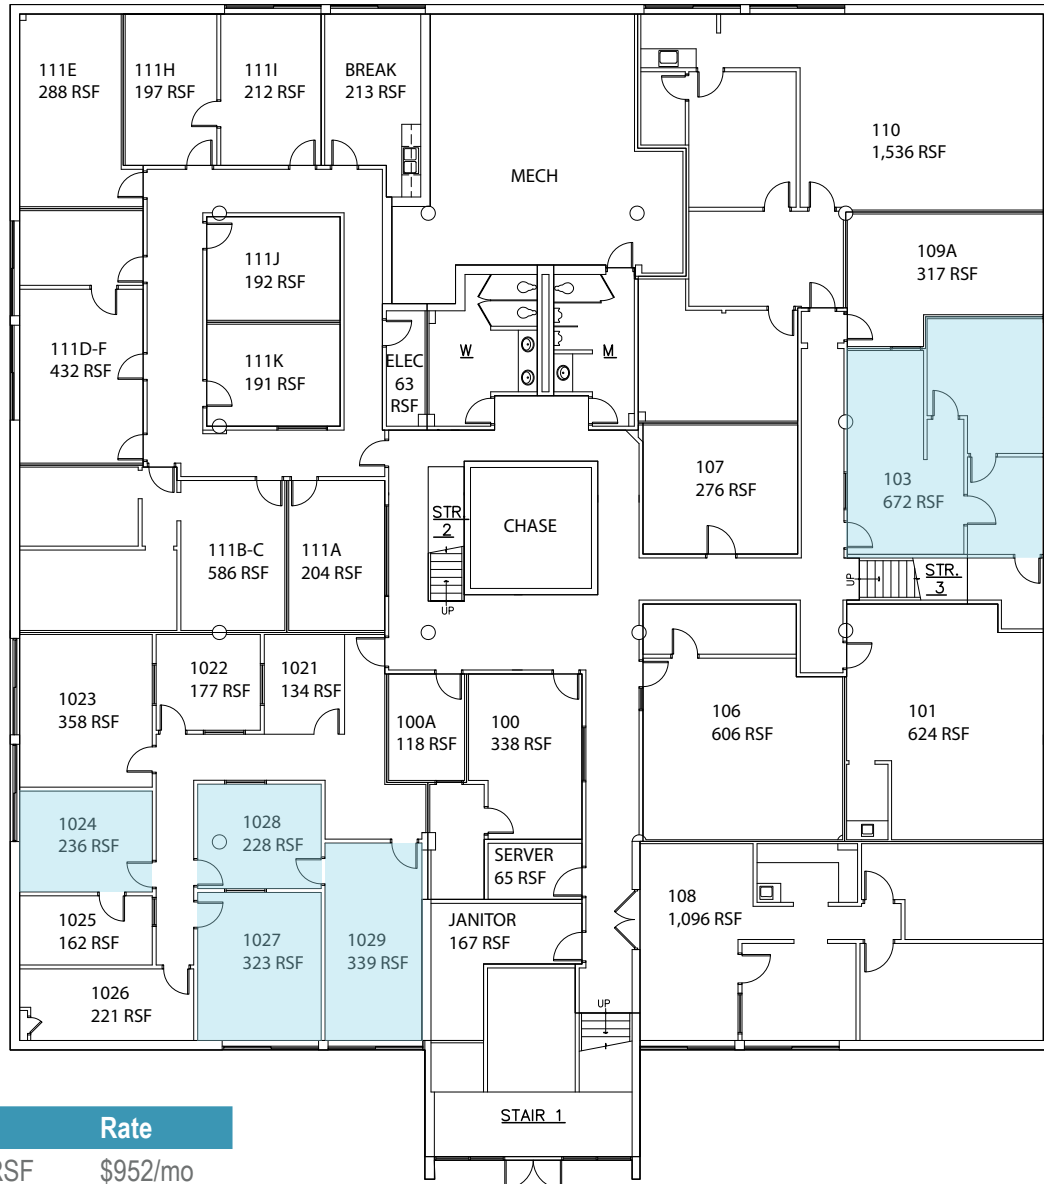 111E
288 RSF
111H
197 RSF
111I
212 RSF
BREAK
213 RSF
MECH
110
1,536 RSF
109A
317 RSF
111J
192 RSF
111K
191 RSF
111D-F
432 RSF
ELEC
63
RSF
W
M
107
276 RSF
103
672 RSF
STR.
2
UP
CHASE
111B-C
586 RSF
111A
204 RSF
UP
STR.
3
1023
358 RSF
1022
177 RSF
1021
134 RSF
100A
118 RSF
100
338 RSF
106
606 RSF
101
624 RSF
1024
236 RSF
1028
228 RSF
SERVER
65 RSF
1025
162 RSF
1027
323 RSF
1029
339 RSF
JANITOR
167 RSF
108
1,096 RSF
1026
221 RSF
UP
STAIR 1
Rate
RSF $952/mo